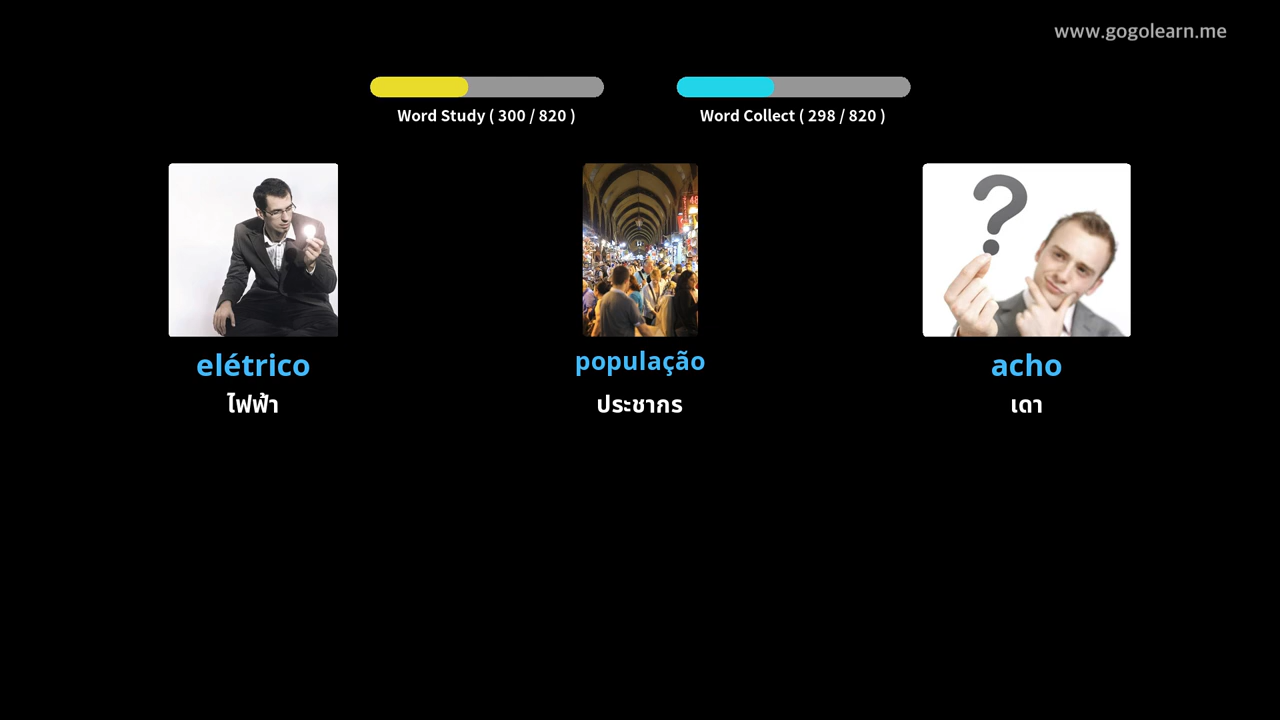 www.gogolearn.me
Word Study ( 300 / 820 )
Word Collect ( 298 / 820 )
elétrico
população
acho
ไฟฟ้า
ประชากร
เดา